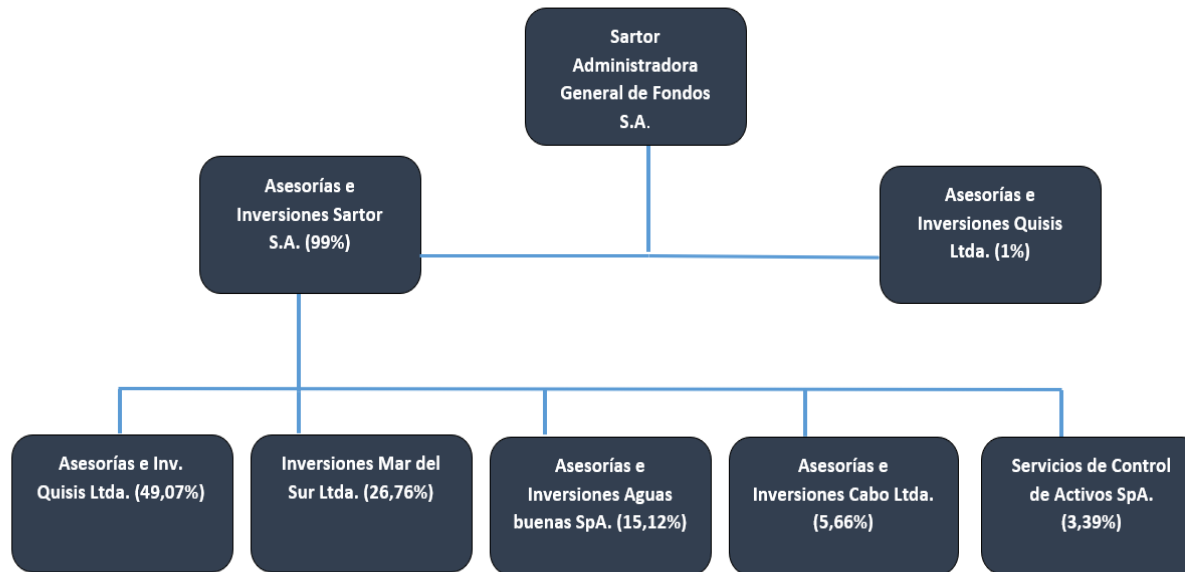 Sartor
Administradora
General de Fondos
S.A.
Asesorías e
Inversiones Sartor
S.A. (99%)
Asesorías e
Inversiones Quisis
Ltda. (1%)
Asesorías e Inv.
Quisis Ltda. (49,07%)
Inversiones Mar del
Sur Ltda. (26,76%)
Asesorías e
Inversiones Aguas
buenas SpA. (15,12%)
Asesorías e
Inversiones Cabo Ltda.
(5,66%)
Servicios de Control
de Activos SpA.
(3,39%)